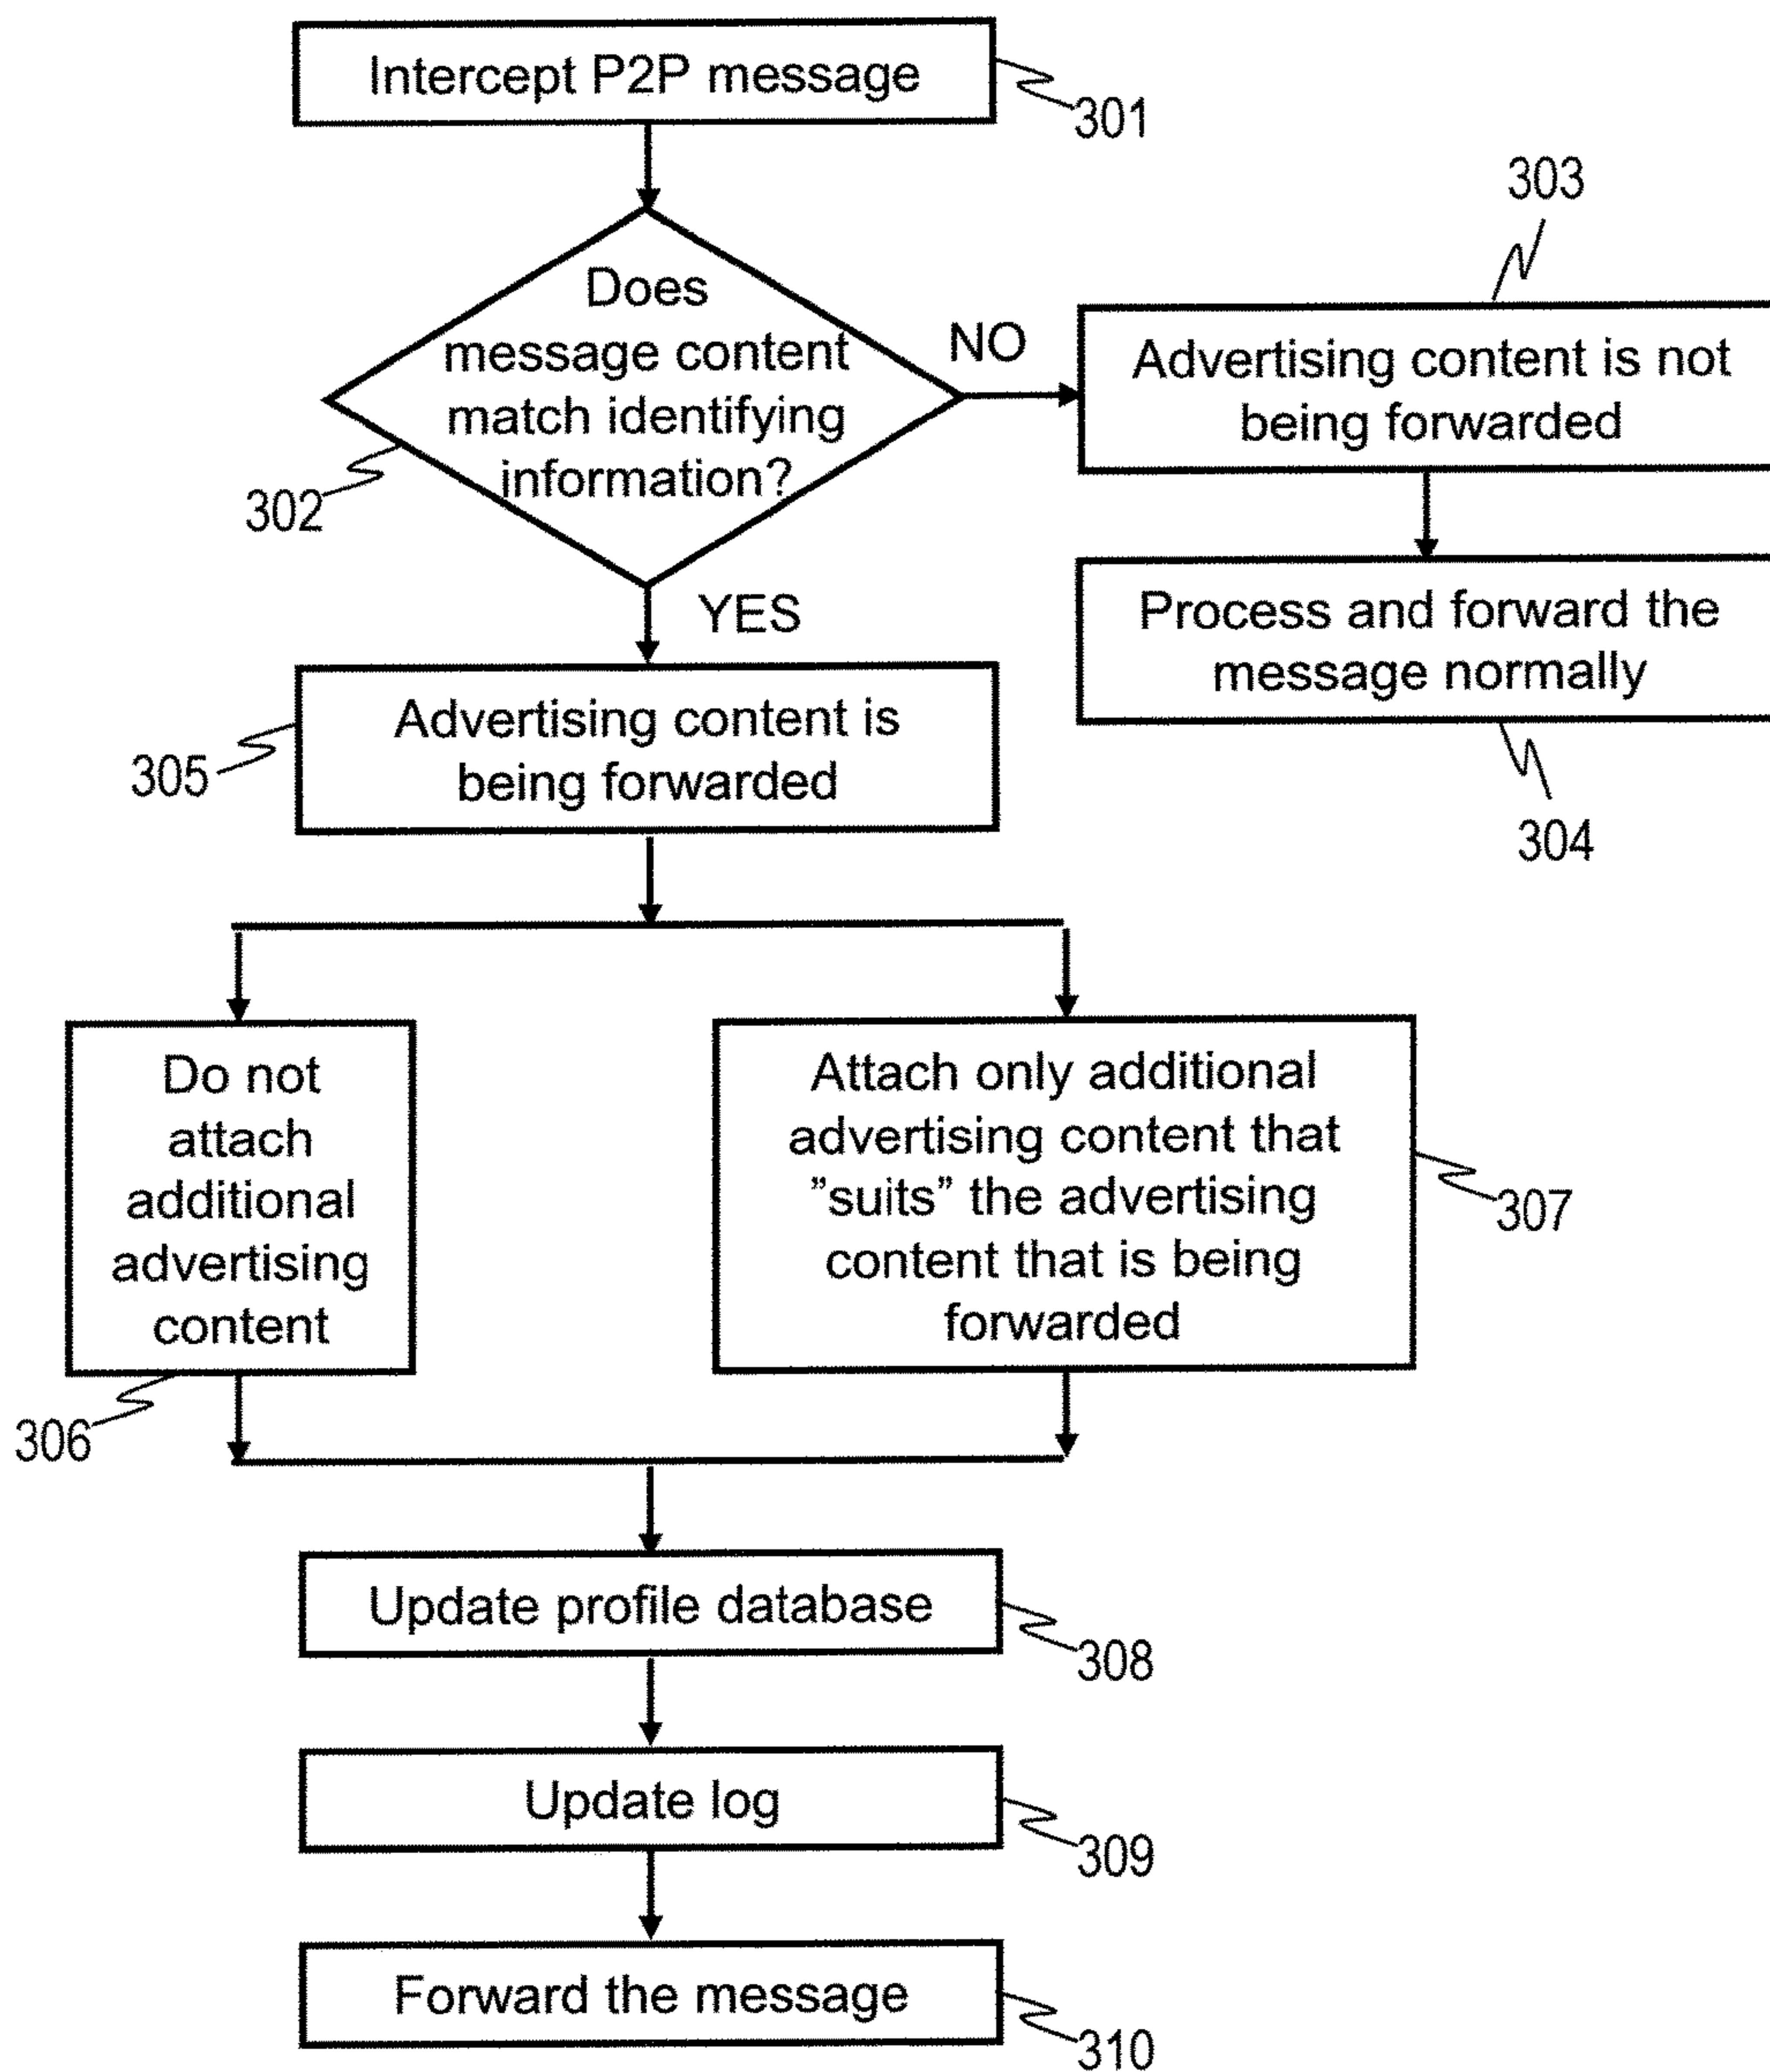 Intercept P2P message
301
Does
message content
match identifying
information?
302
NO
303
Advertising content is not
being forwarded
Process and forward the
message normally
304
YES
Advertising content is
being forwarded
305
Do not
attach
additional
advertising
content
306
Attach only additional
advertising content that
”suits” the advertising
content that is being
forwarded
307
Update profile database
308
Update log
309
Forward the message
310